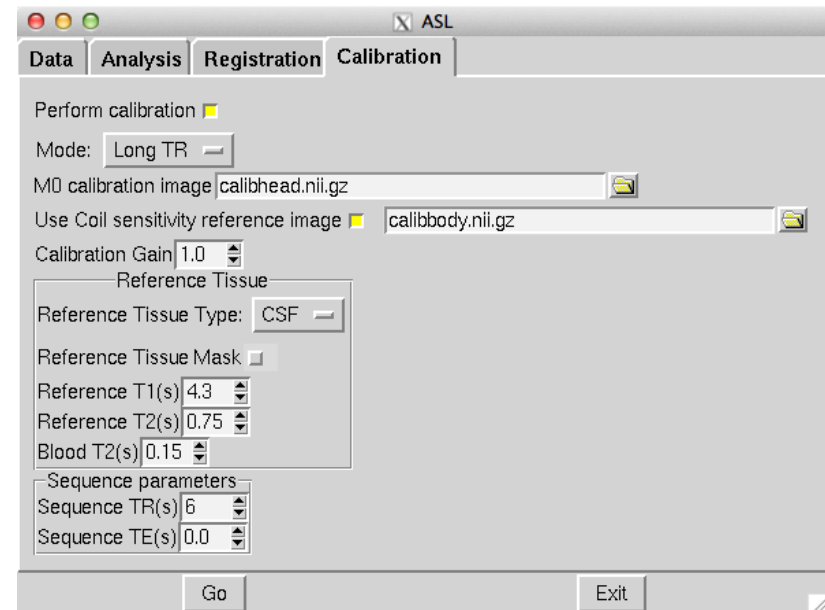 X ASL
Data Analysis Registration Calibration
Perform calibration
Mode: Long TR
M0 calibration image calibhead.nii.gz
Use Coil sensitivity reference image calibbody.nii.gz
Calibration Gain 1.0
Reference Tissue
Reference Tissue Type: CSF
Reference Tissue Mask
Reference T1(s) 4.3
Reference T2(s) 0.75
Blood T2(s) 0.15
Sequence parameters
Sequence TR(s) 6
Sequence TE(s) 0.0
Go Exit